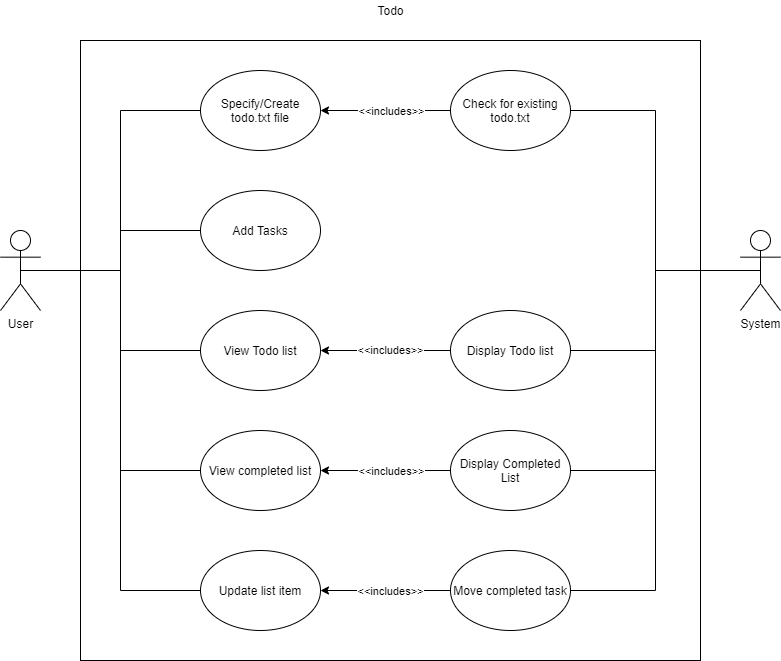 Todo
Specify/Create
todo.txt file
<<includes>>
Check for existing
todo.txt
Add Tasks
User
System
View Todo list
<<includes>>
Display Todo list
View completed list
<<includes>>
Display Completed
List
Update list item
<<includes>>
Move completed task